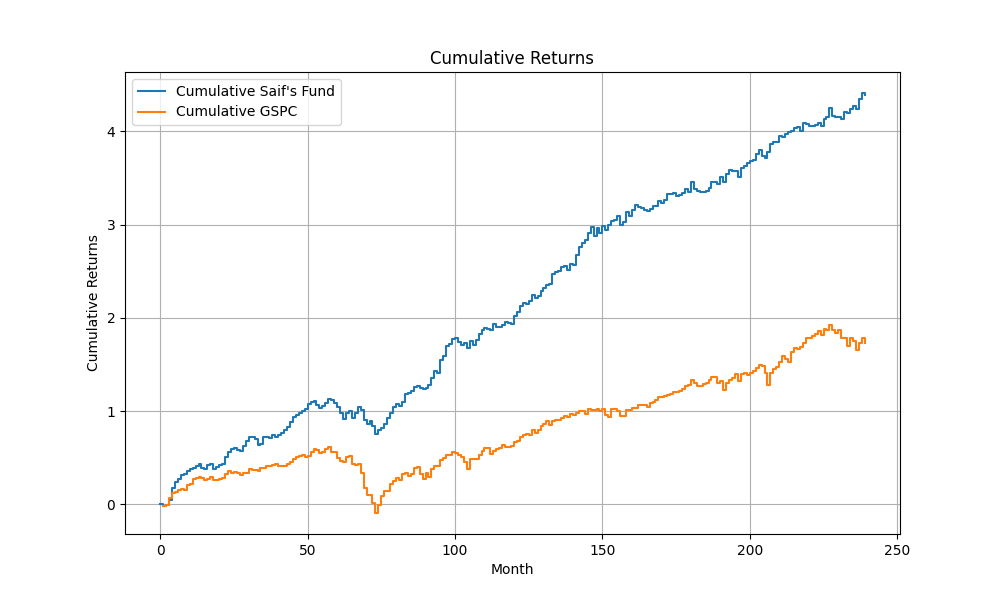 Cumulative Returns
Cumulative Saif's Fund
Cumulative GSPC
Cumulative Returns
4
3
2
1
0
0 50 100 150 200 250
Month